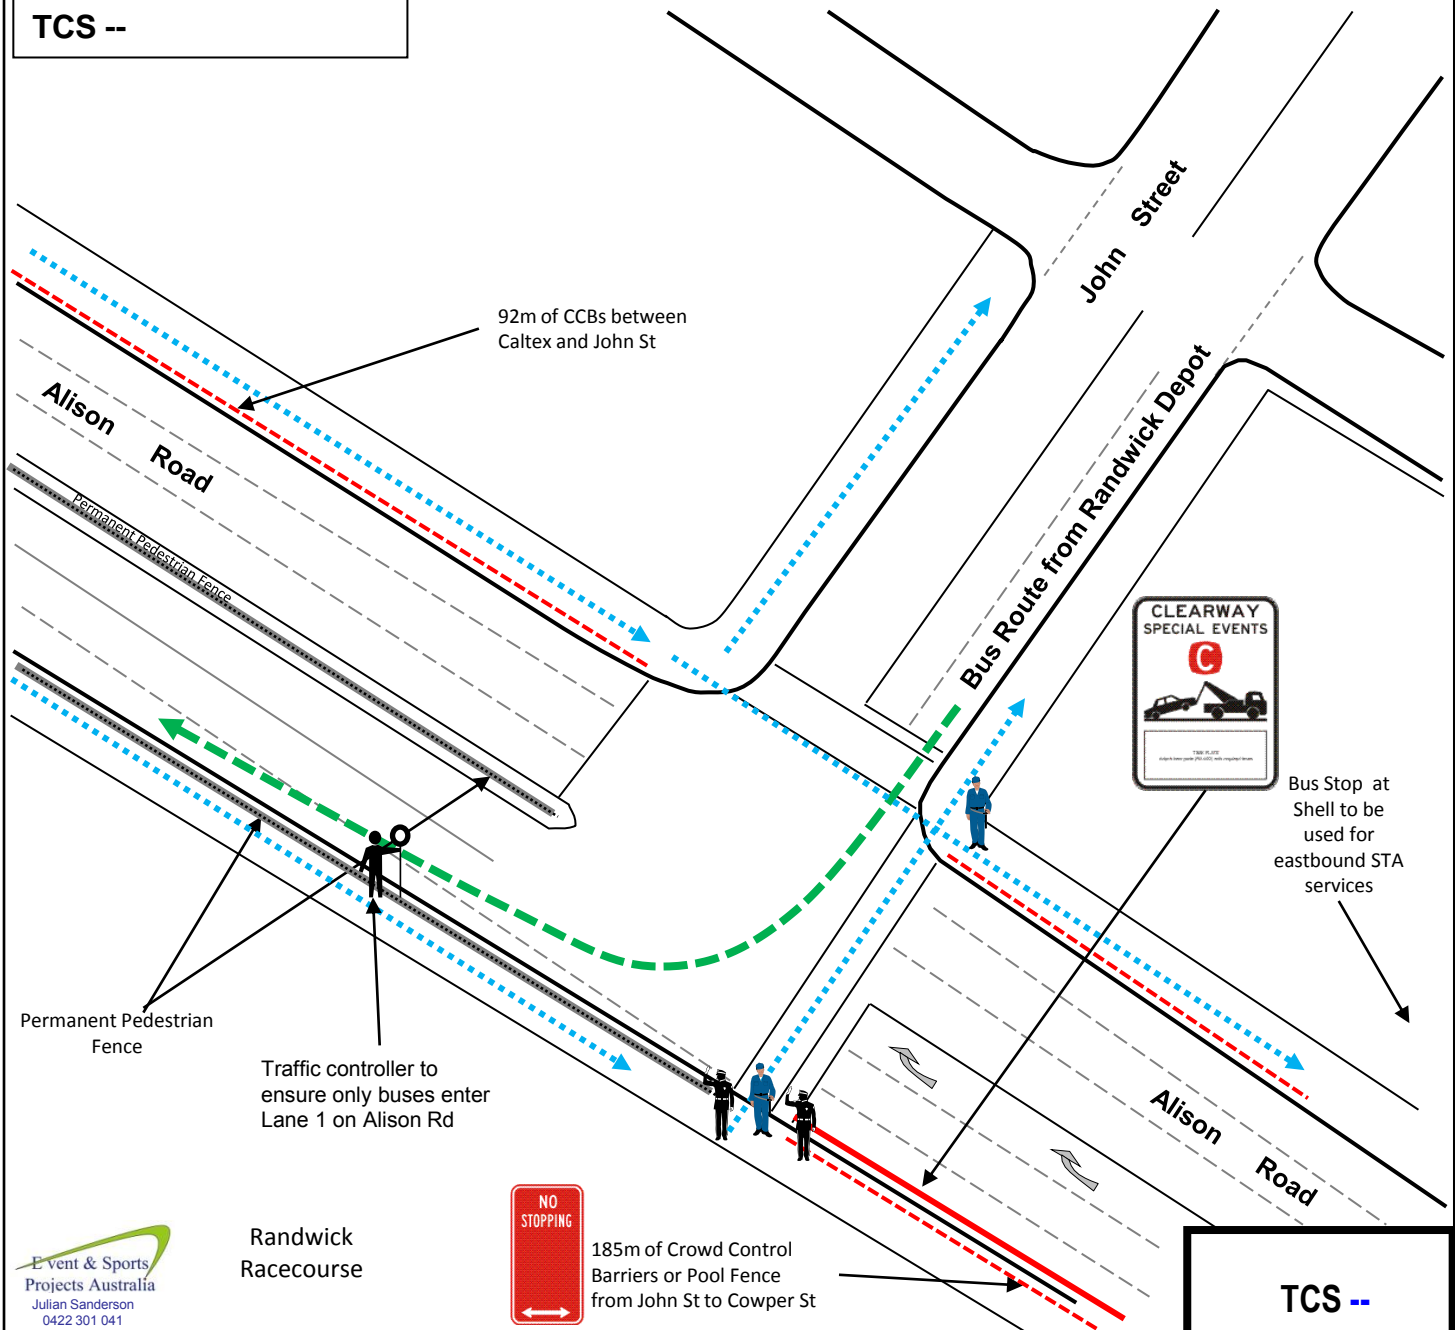 TCS --
John Street
92m of CCBs between
Caltex and John St
Alison Road
Permanent Pedestrian Fence
Bus Route from Randwick Depot
CLEARWAY
SPECIAL EVENTS
C
Bus Stop at
Shell to be
used for
eastbound STA
services
Permanent Pedestrian
Fence
Traffic controller to
ensure only buses enter
Lane 1 on Alison Rd
Alison Road
Event & Sports
Projects Australia
Julian Sanderson
0422 301 041
Randwick
Racecourse
NO
STOPPING
185m of Crowd Control
Barriers or Pool Fence
from John St to Cowper St
TCS --